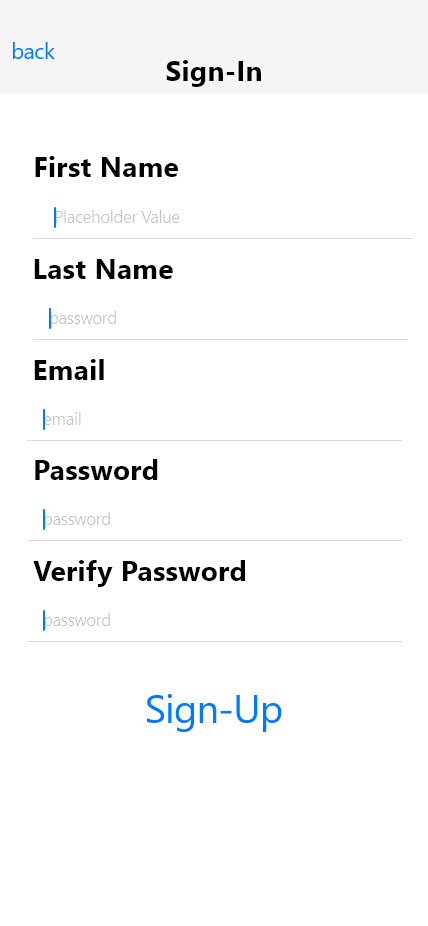 back
Sign-In
First Name
Placeholder Value
Last Name
password
Email
email
Password
password
Verify Password
password
Sign-Up